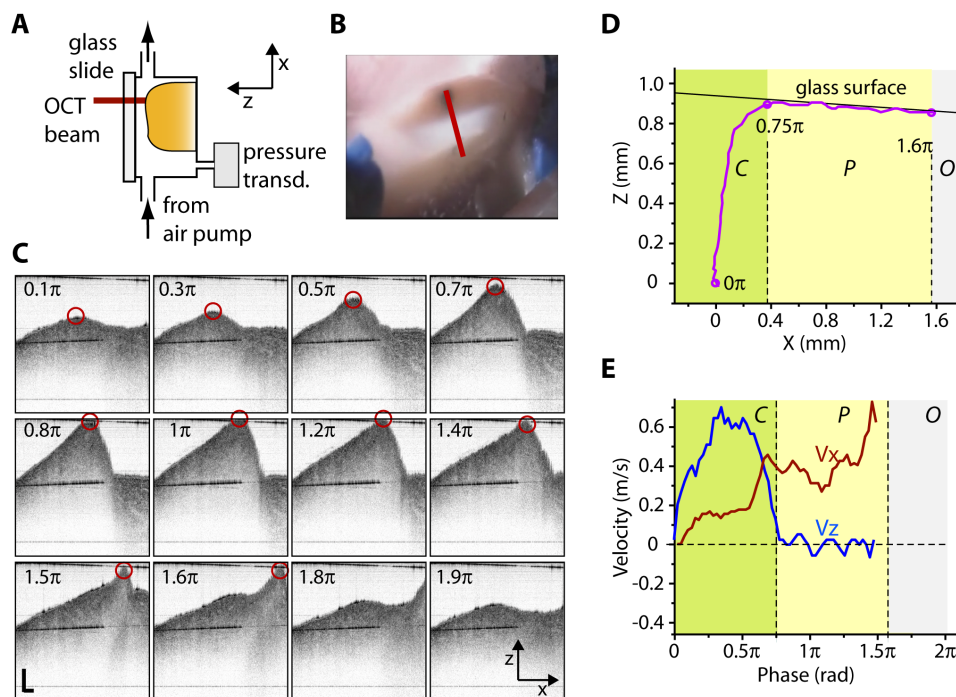 A
glass
slide
OCT
beam
x
z
pressure
transd.
from
air pump
B
C
0.1π
0.3π
0.5π
0.7π
0.8π
1π
1.2π
1.4π
1.5π
1.6π
1.8π
1.9π
L
z
x
D
Z (mm)
1.0
0.8
0.6
0.4
0.2
0
glass surface
0.75π
1.6π
C
P
O
0π
0
0.4
0.8
1.2
1.6
X (mm)
E
Velocity (m/s)
0.6
0.4
0.2
0
-0.2
-0.4
C
P
O
Vx
Vz
0
0.5π
π
1.5π
2π
Phase (rad)